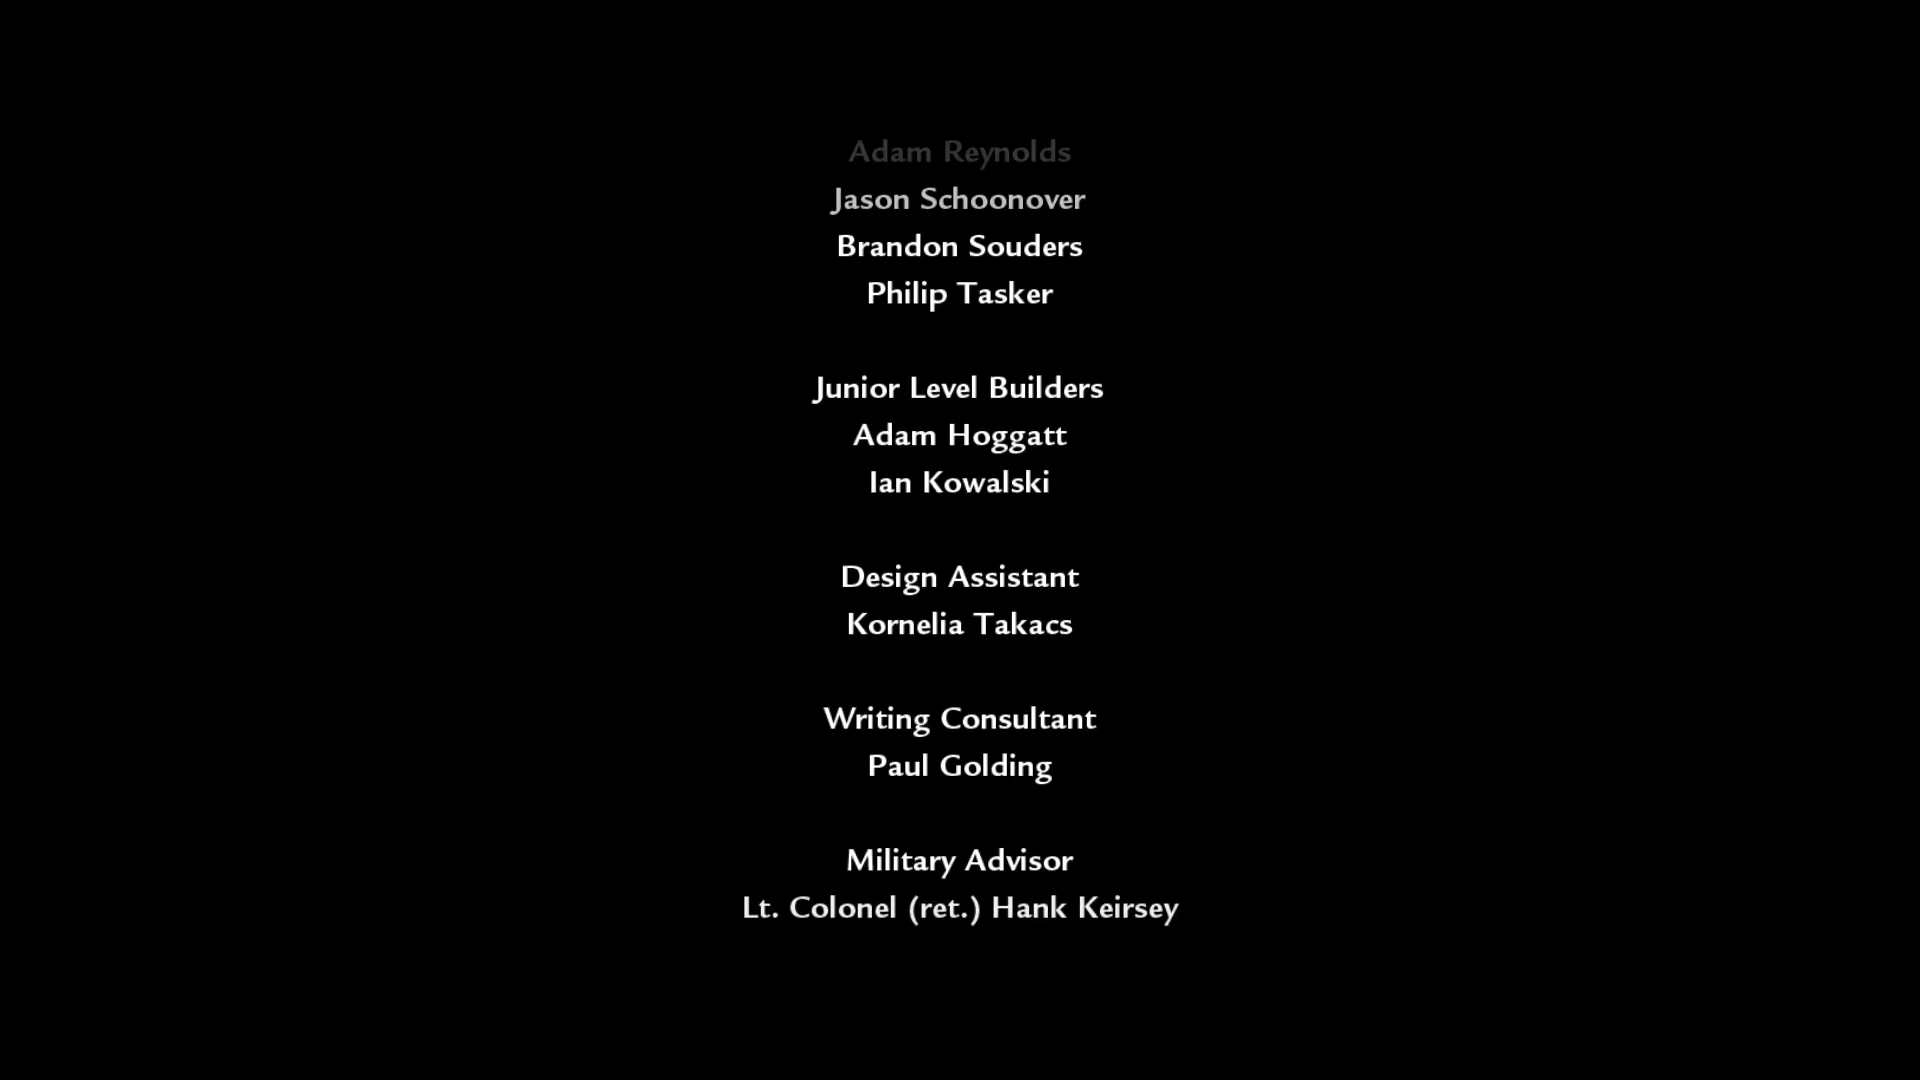 Adam Reynolds
Jason Schoonover
Brandon Souders
Philip Tasker
Junior Level Builders
Adam Hoggatt
Ian Kowalski
Design Assistant
Kornelia Takacs
Writing Consultant
Paul Golding
Military Advisor
Lt. Colonel (ret.) Hank Keirsey